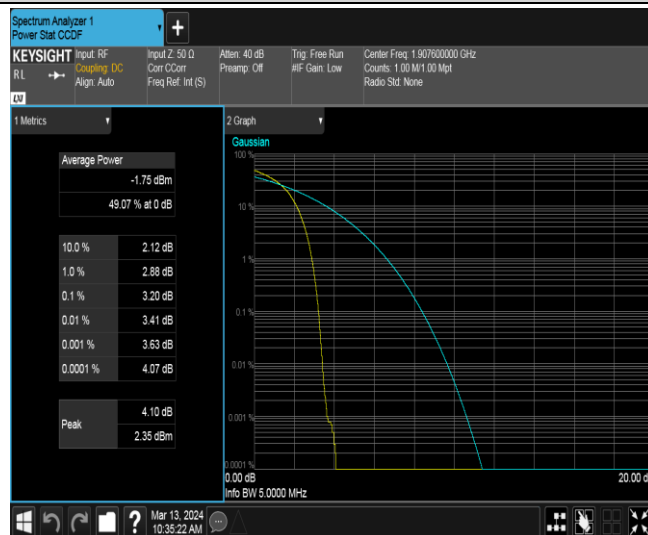 Spectrum Analyzer 1
Power Stat CCDF
+
KEYSIGHT
RL
LXI
Input: RF
Coupling: DC
Align: Auto
Input Z: 50 Ω
Corr CCorr
Freq Ref: Int (S)
Atten: 40 dB
Preamp: Off
Trig: Free Run
#IF Gain: Low
Center Freq: 1.907600000 GHz
Counts: 1.00 M/1.00 Mpt
Radio Std: None
1 Metrics
Average Power
-1.75 dBm
49.07 % at 0 dB
10.0 % 2.12 dB
1.0 % 2.88 dB
0.1 % 3.20 dB
0.01 % 3.41 dB
0.001 % 3.63 dB
0.0001 % 4.07 dB
Peak
4.10 dB
2.35 dBm
2 Graph
Gaussian
100 %
10 %
1 %
0.1 %
0.01 %
0.001 %
0.0001 %
0.00 dB
20.00 d
Info BW 5.0000 MHz
?
Mar 13, 2024
10:35:22 AM